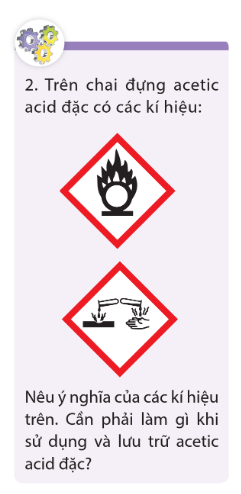 2. Trên chai đựng acetic
acid đặc có các kí hiệu:
Nêu ý nghĩa của các kí hiệu
trên. Cần phải làm gì khi
sử dụng và lưu trữ acetic
acid đặc?